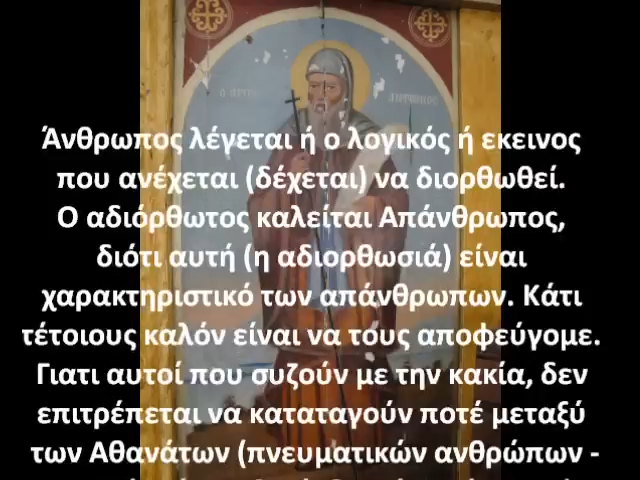 Ο ΑΓΙΟΣ
Άνθρωπος λέγεται ή ο λογικός ή εκεινος
που ανέχεται (δέχεται) να διορθωθεί.
Ο αδιόρθωτος καλείται Απάνθρωπος,
διότι αυτή (η αδιορθωσιά) είναι
χαρακτηριστικό των απάνθρωπων. Κάτι
τέτοιους καλόν είναι να τους αποφεύγομε.
Γιατι αυτοί που συζούν με την κακία, δεν
επιτρέπεται να καταταγούν ποτέ μεταξύ
των Αθανάτων (πνευματικών ανθρώπων -